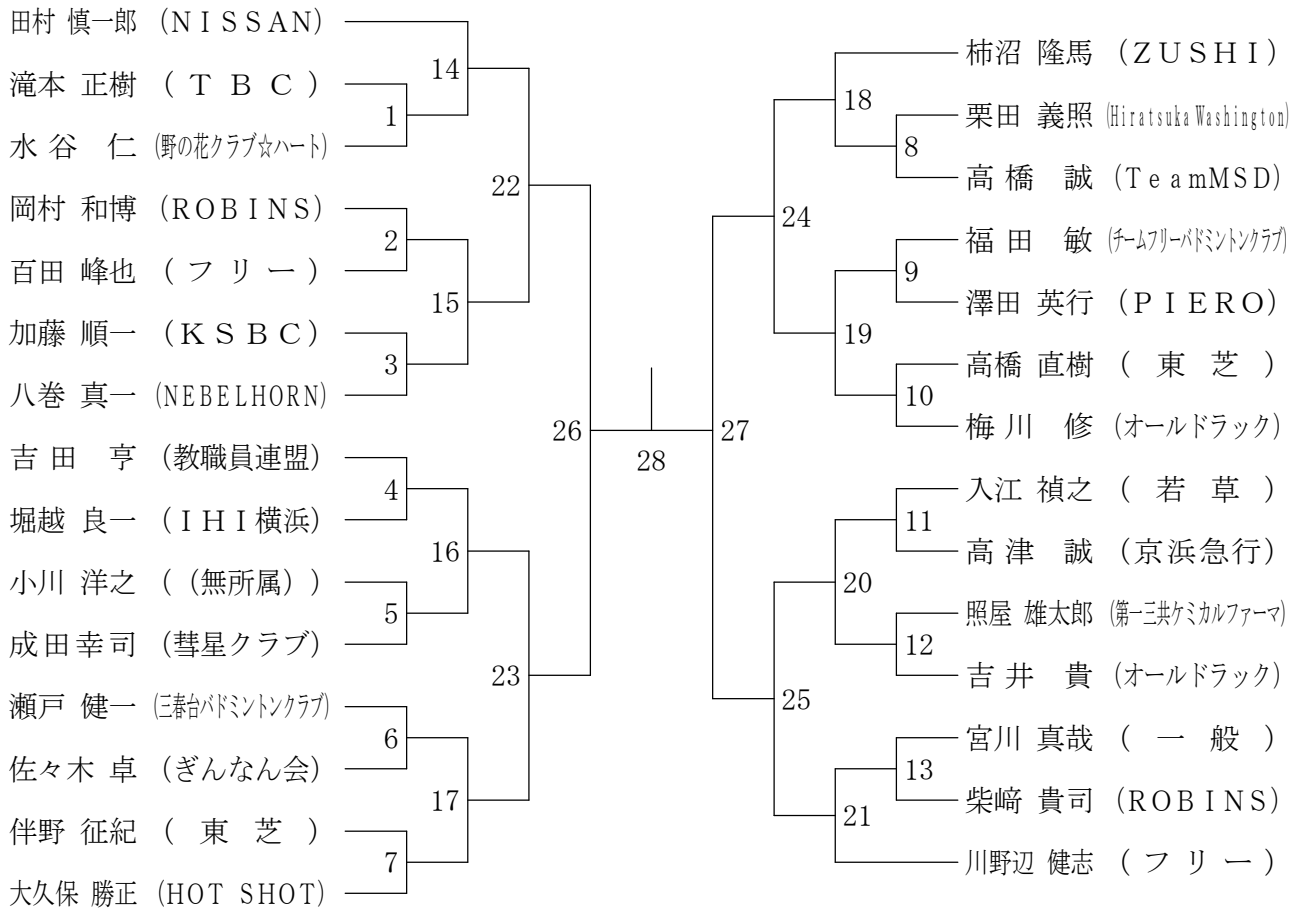 田村 慎一郎 (NISSAN)
滝本 正樹 (TBC)
水谷 仁 (野の花クラブ☆ハート)
岡村 和博 (ROBINS)
百田 峰也 (フリー)
加藤 順一 (KSBC)
八巻 真一 (NEBELHORN)
吉田 亨 (教職員連盟)
堀越 良一 (IHI横浜)
小川 洋之 ((無所属))
成田幸司 (彗星クラブ)
瀬戸 健一 (三春台バドミントンクラブ)
佐々木 卓 (ぎんなん会)
伴野 征紀 (東芝)
大久保 勝正 (HOT SHOT)
1
2
3
4
5
6
7
14
15
16
17
22
23
26
28
27
24
25
18
19
20
21
8
9
10
11
12
13
柿沼 隆馬 (ZUSHI)
栗田 義照 (Hiratsuka Washington)
高橋 誠 (TeamMSD)
福田 敏 (チームフリーバドミントンクラブ)
澤田 英行 (PIERO)
高橋 直樹 (東芝)
梅川 修 (オールドラック)
入江 禎之 (若草)
高津 誠 (京浜急行)
照屋 雄太郎 (第一三共ケミカルファーマ)
吉井 貴 (オールドラック)
宮川 真哉 (一般)
柴﨑 貴司 (ROBINS)
川野辺 健志 (フリー)